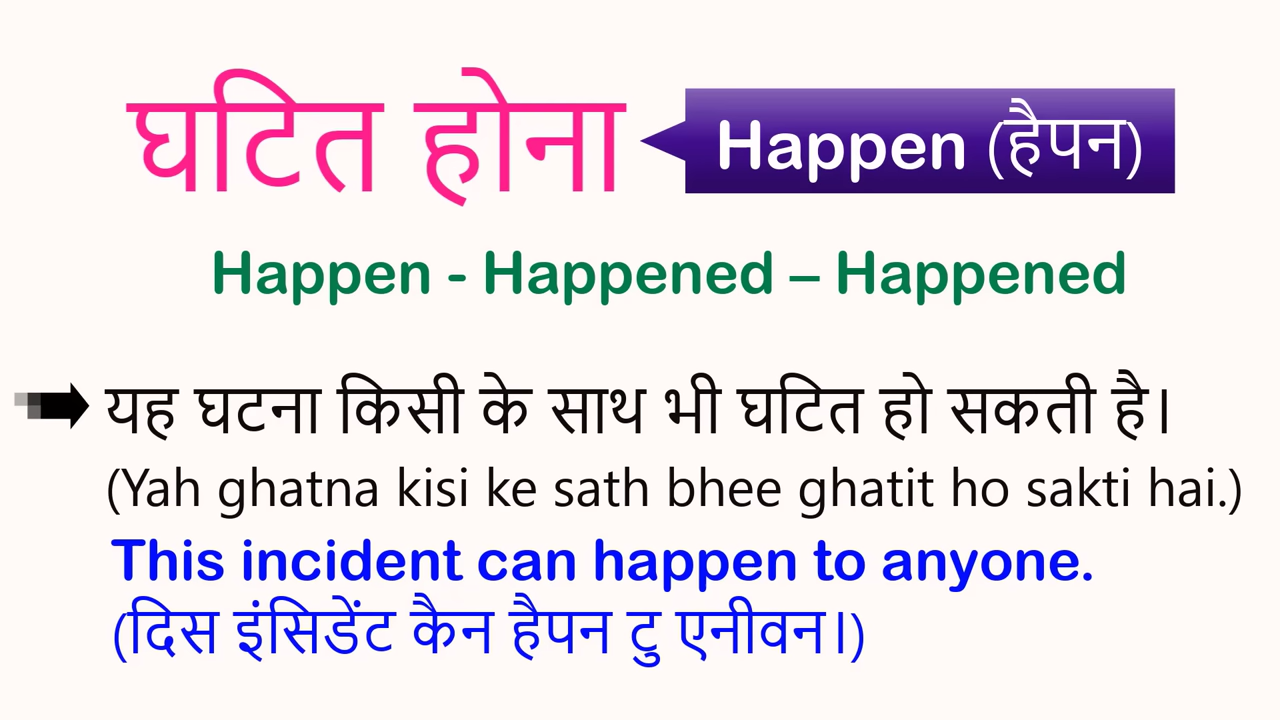 घटित होना Happen (हैपन)
Happen - Happened – Happened
यह घटना किसी के साथ भी घटित हो सकती है।
(Yah ghatna kisi ke sath bhee ghatit ho sakti hai.)
This incident can happen to anyone.
(दिस इंसिडेंट कैन हैपन टु एनीवन।)